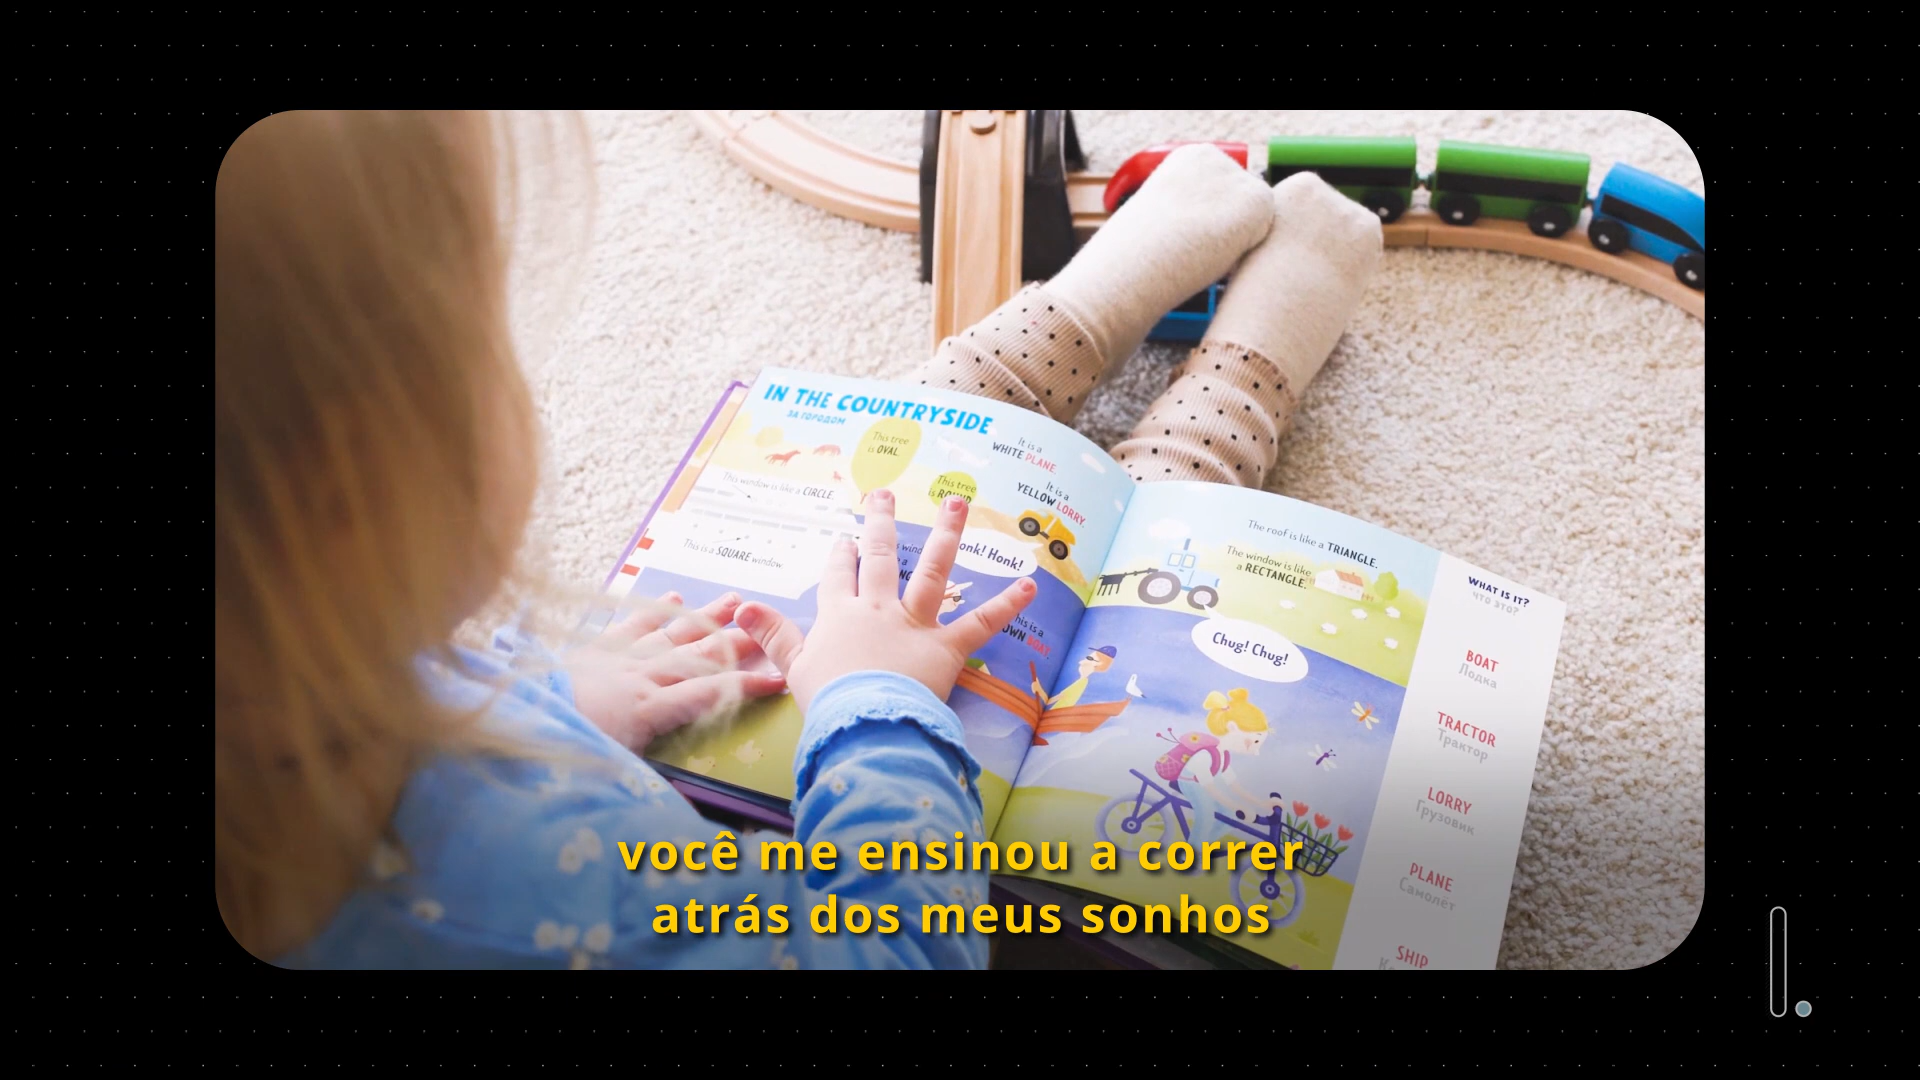 IN THE COUNTRYSIDE
ЗА ГОРОДОМ
This tree
is OVAL.
It is a
WHITE PLANE.
This window is like a CIRCLE.
This tree
is ROUND
It is a
YELLOW LORRY.
This is a SQUARE window
onk! Honk!
The roof is like a TRIANGLE.
The window is like
a RECTANGLE.
Chug! Chug!
WHAT IS IT?
ЧТО ЭТО?
BOAT
Лодка
TRACTOR
Трактор
LORRY
Грузовик
PLANE
Самолёт
SHIP
você me ensinou a correr
atrás dos meus sonhos